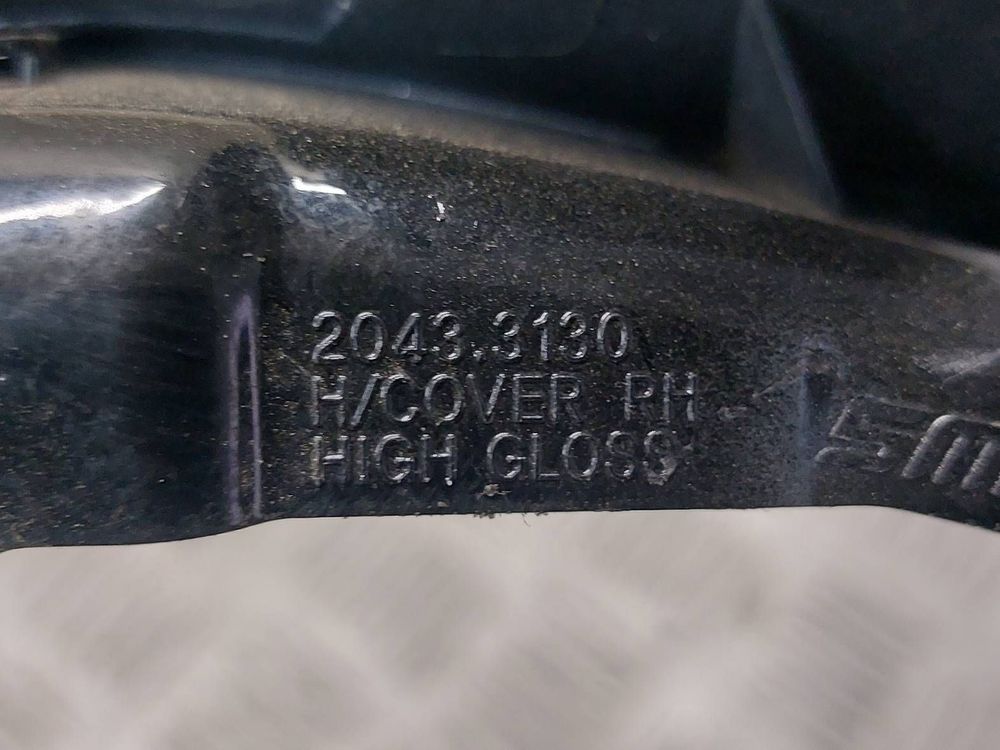 2043.3130
H/COVER RH
HIGH GLOSS